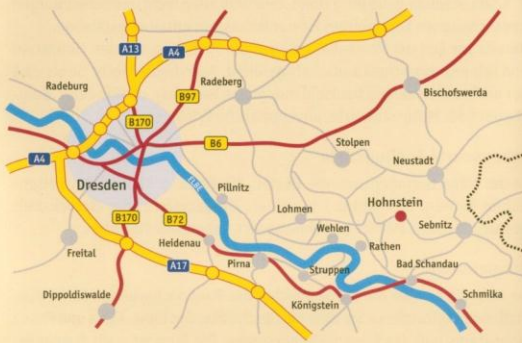 A13
A4
Radeburg
Radeberg
B97
Bischofswerda
B170
B6
A4
Stolpen
Neustadt
Dresden
ELBE
Pillnitz
Hohnstein
Lohmen
B170
B72
Wehlen
Sebnitz
Freital
Heidenau
Rathen
Pirna
A17
Struppen
Bad Schandau
Dippoldiswalde
Königstein
Schmilka